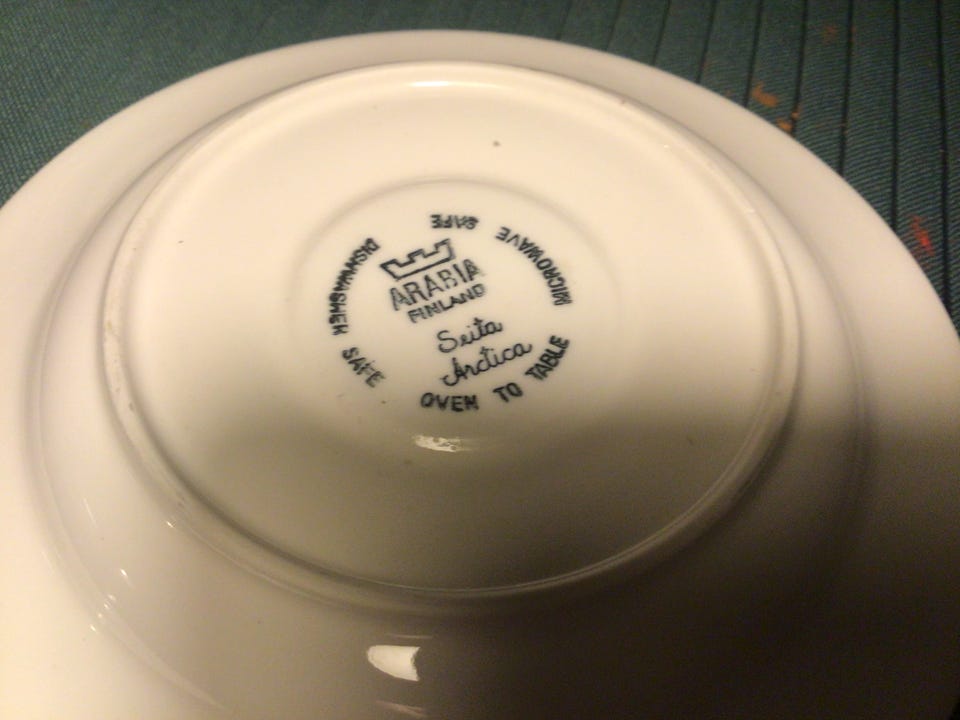 ARABIA
FINLAND
Seita
Arctica
DISHWASHER SAFE
OVEN TO TABLE
MICROWAVE SAFE